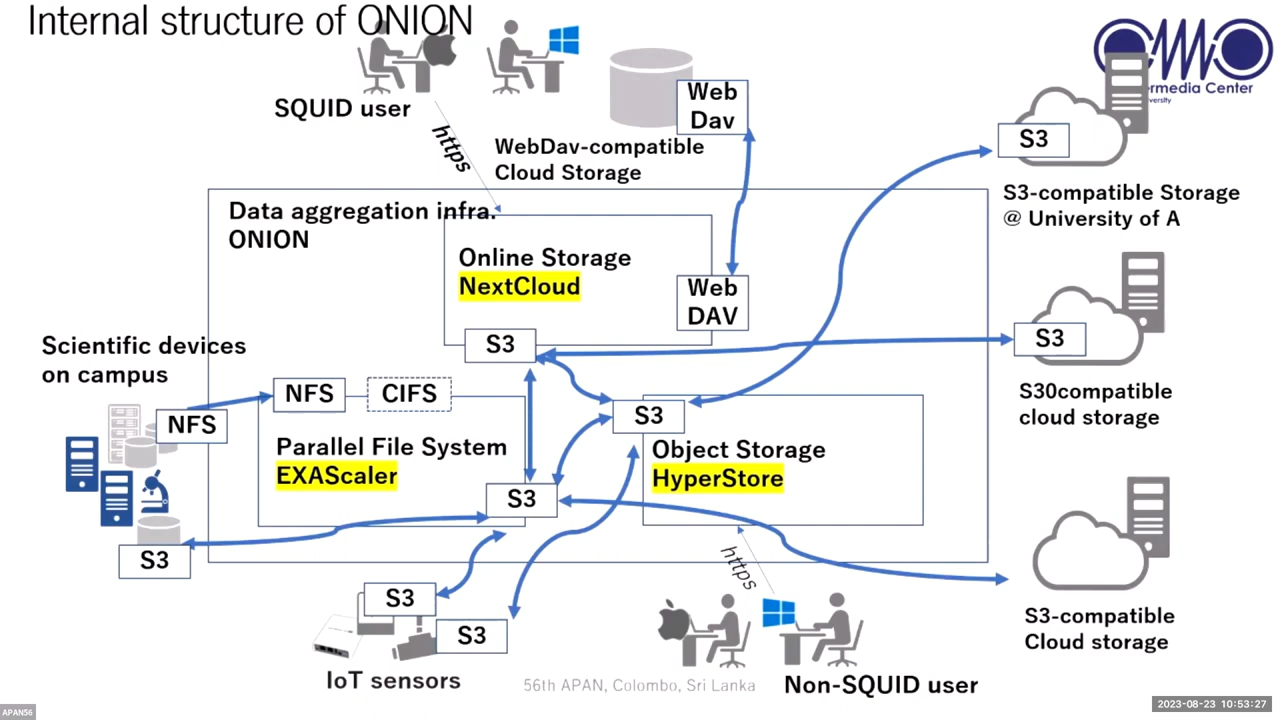 Internal structure of ONION
SQUID user
https
Web
Dav
WebDav-compatible
Cloud Storage
ermedia Center
versity
S3
S3-compatible Storage
@ University of A
Data aggregation infra.
ONION
Online Storage
NextCloud
Web
DAV
S3
S3
S30compatible
cloud storage
Scientific devices
on campus
NFS
NFS
CIFS
Parallel File System
EXAScaler
S3
S3
Object Storage
HyperStore
S3
S3
S3
IoT sensors
https
Non-SQUID user
S3-compatible
Cloud storage
56th APAN, Colombo, Sri Lanka
APAN56
2023-08-23 10:53:27